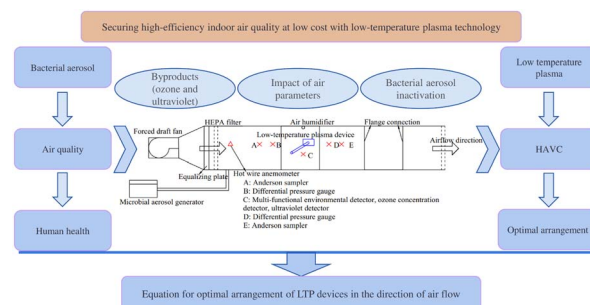 Securing high-efficiency indoor air quality at low cost with low-temperature plasma technology
Bacterial aerosol
Air quality
Human health
Byproducts
(ozone and
ultraviolet)
Impact of air
parameters
Bacterial aerosol
inactivation
Low temperature
plasma
HAVC
Optimal arrangement
HEPA filter
Air humidifier
Flange connection
Forced draft fan
Low-temperature plasma device
A
B
C
D
E
Airflow direction
Equalizing plate
Hot wire anemometer
Microbial aerosol generator
A: Anderson sampler
B: Differential pressure gauge
C: Multi-functional environmental detector, ozone concentration
detector, ultraviolet detector
D: Differential pressure gauge
E: Anderson sampler
Equation for optimal arrangement of LTP devices in the direction of air flow